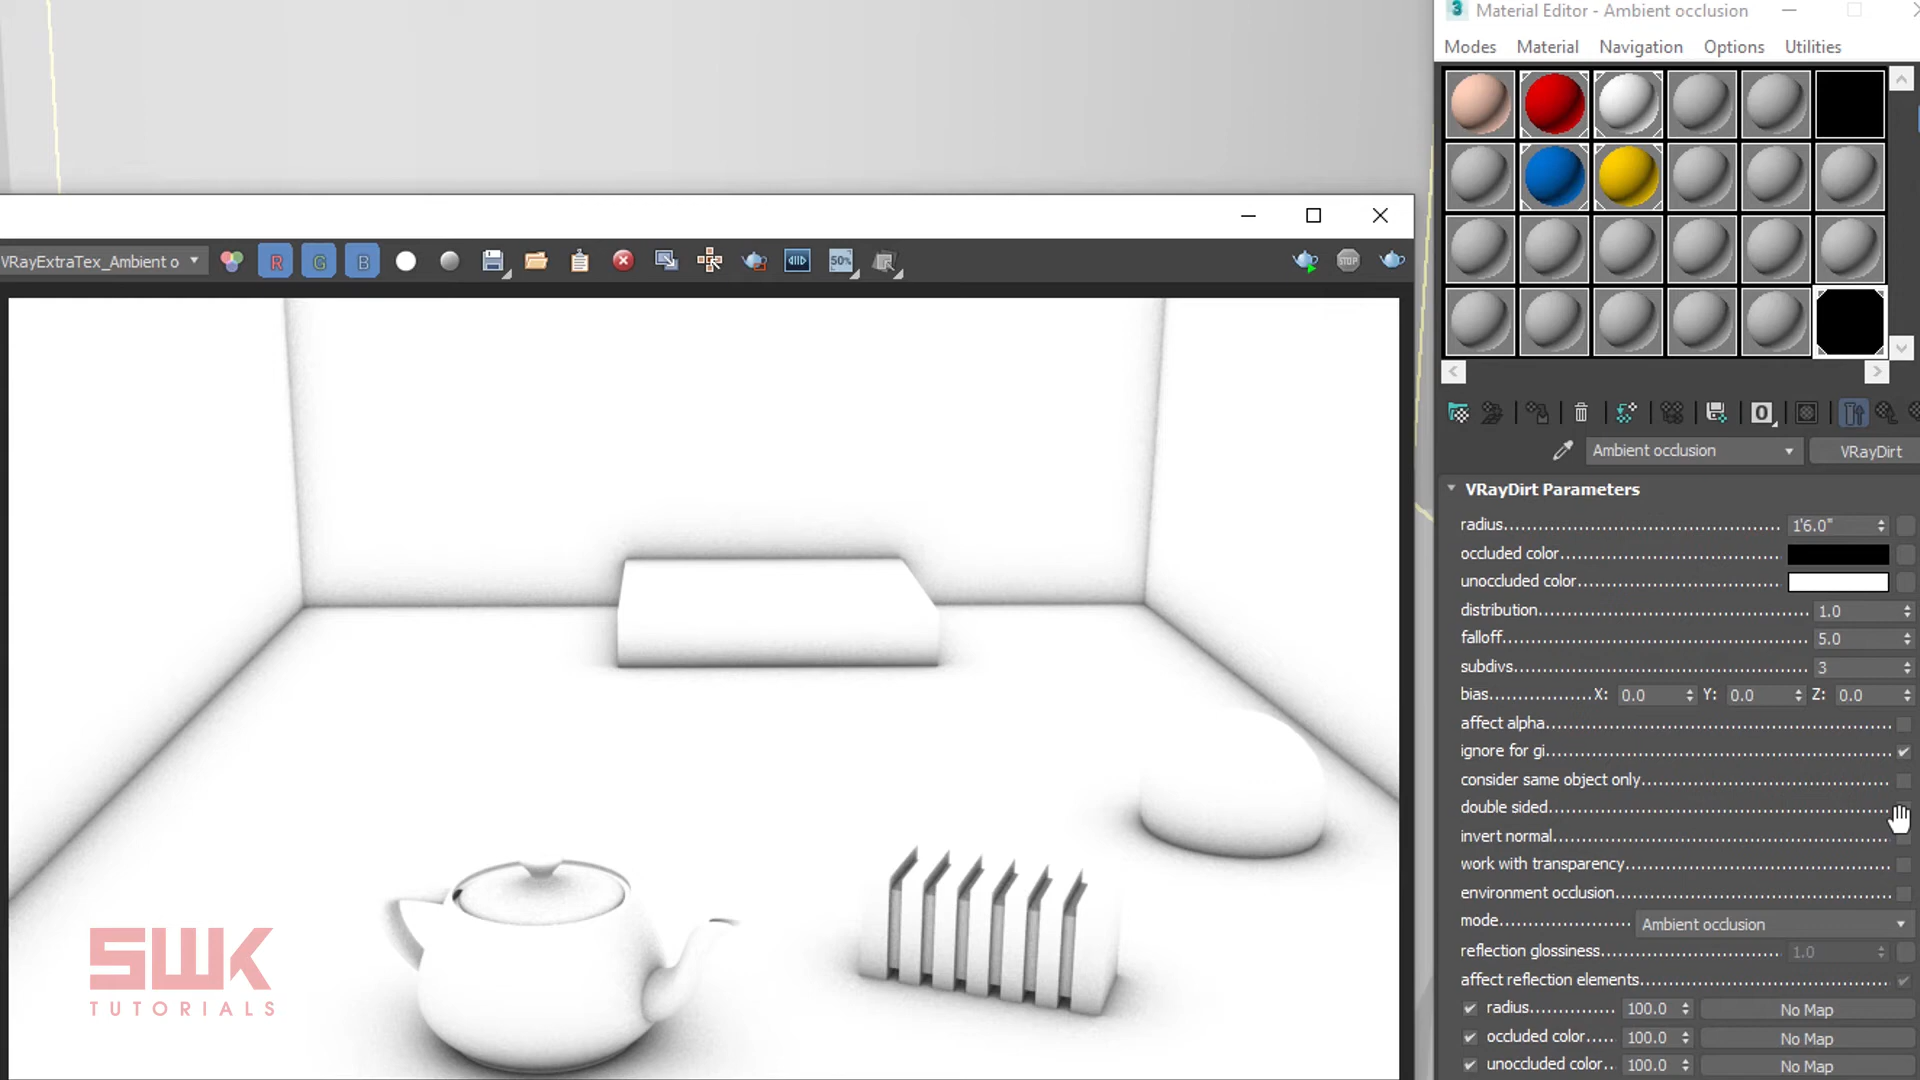 3 Material Editor - Ambient occlusion
Modes Material Navigation Options Utilities
VRayExtraTex_Ambient o R G B 50% STOP
0
Ambient occlusion VRayDirt
VRayDirt Parameters
radius 1'6.0"
occluded color
unoccluded color
distribution 1.0
falloff 5.0
subdivs 3
bias X: 0.0 Y: 0.0 Z: 0.0
affect alpha
ignore for gi
consider same object only
double sided
invert normal
work with transparency
environment occlusion
mode Ambient occlusion
reflection glossiness 1.0
affect reflection elements
radius 100.0 No Map
occluded color 100.0 No Map
unoccluded color 100.0 No Map
SWK
TUTORIALS